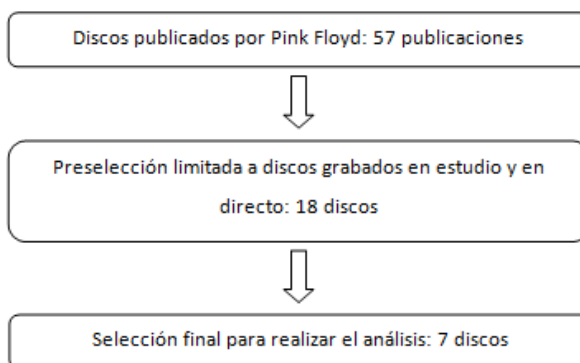 Discos publicados por Pink Floyd: 57 publicaciones
Preselección limitada a discos grabados en estudio y en
directo: 18 discos
Selección final para realizar el análisis: 7 discos